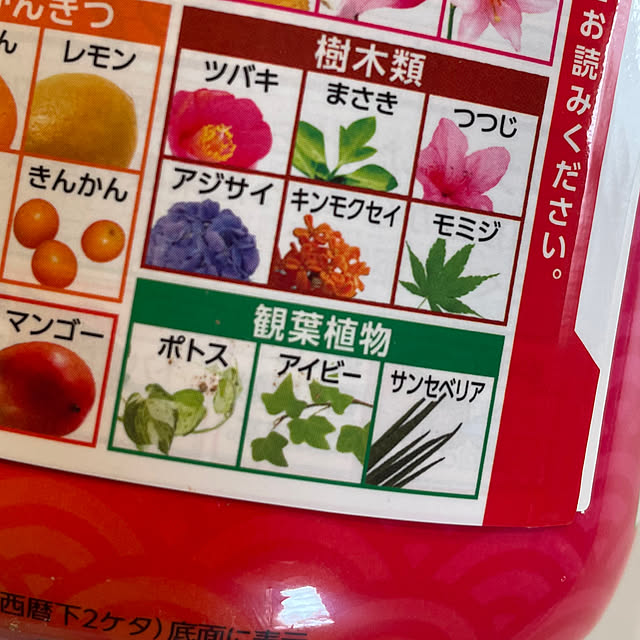 かんきつ
ん
レモン
きんかん
マンゴー
樹木類
ツバキ
まさき
つつじ
アジサイ
キンモクセイ
モミジ
観葉植物
ポトス
アイビー
サンセベリア
お読みください。
西暦下2ケタ)底面に表示